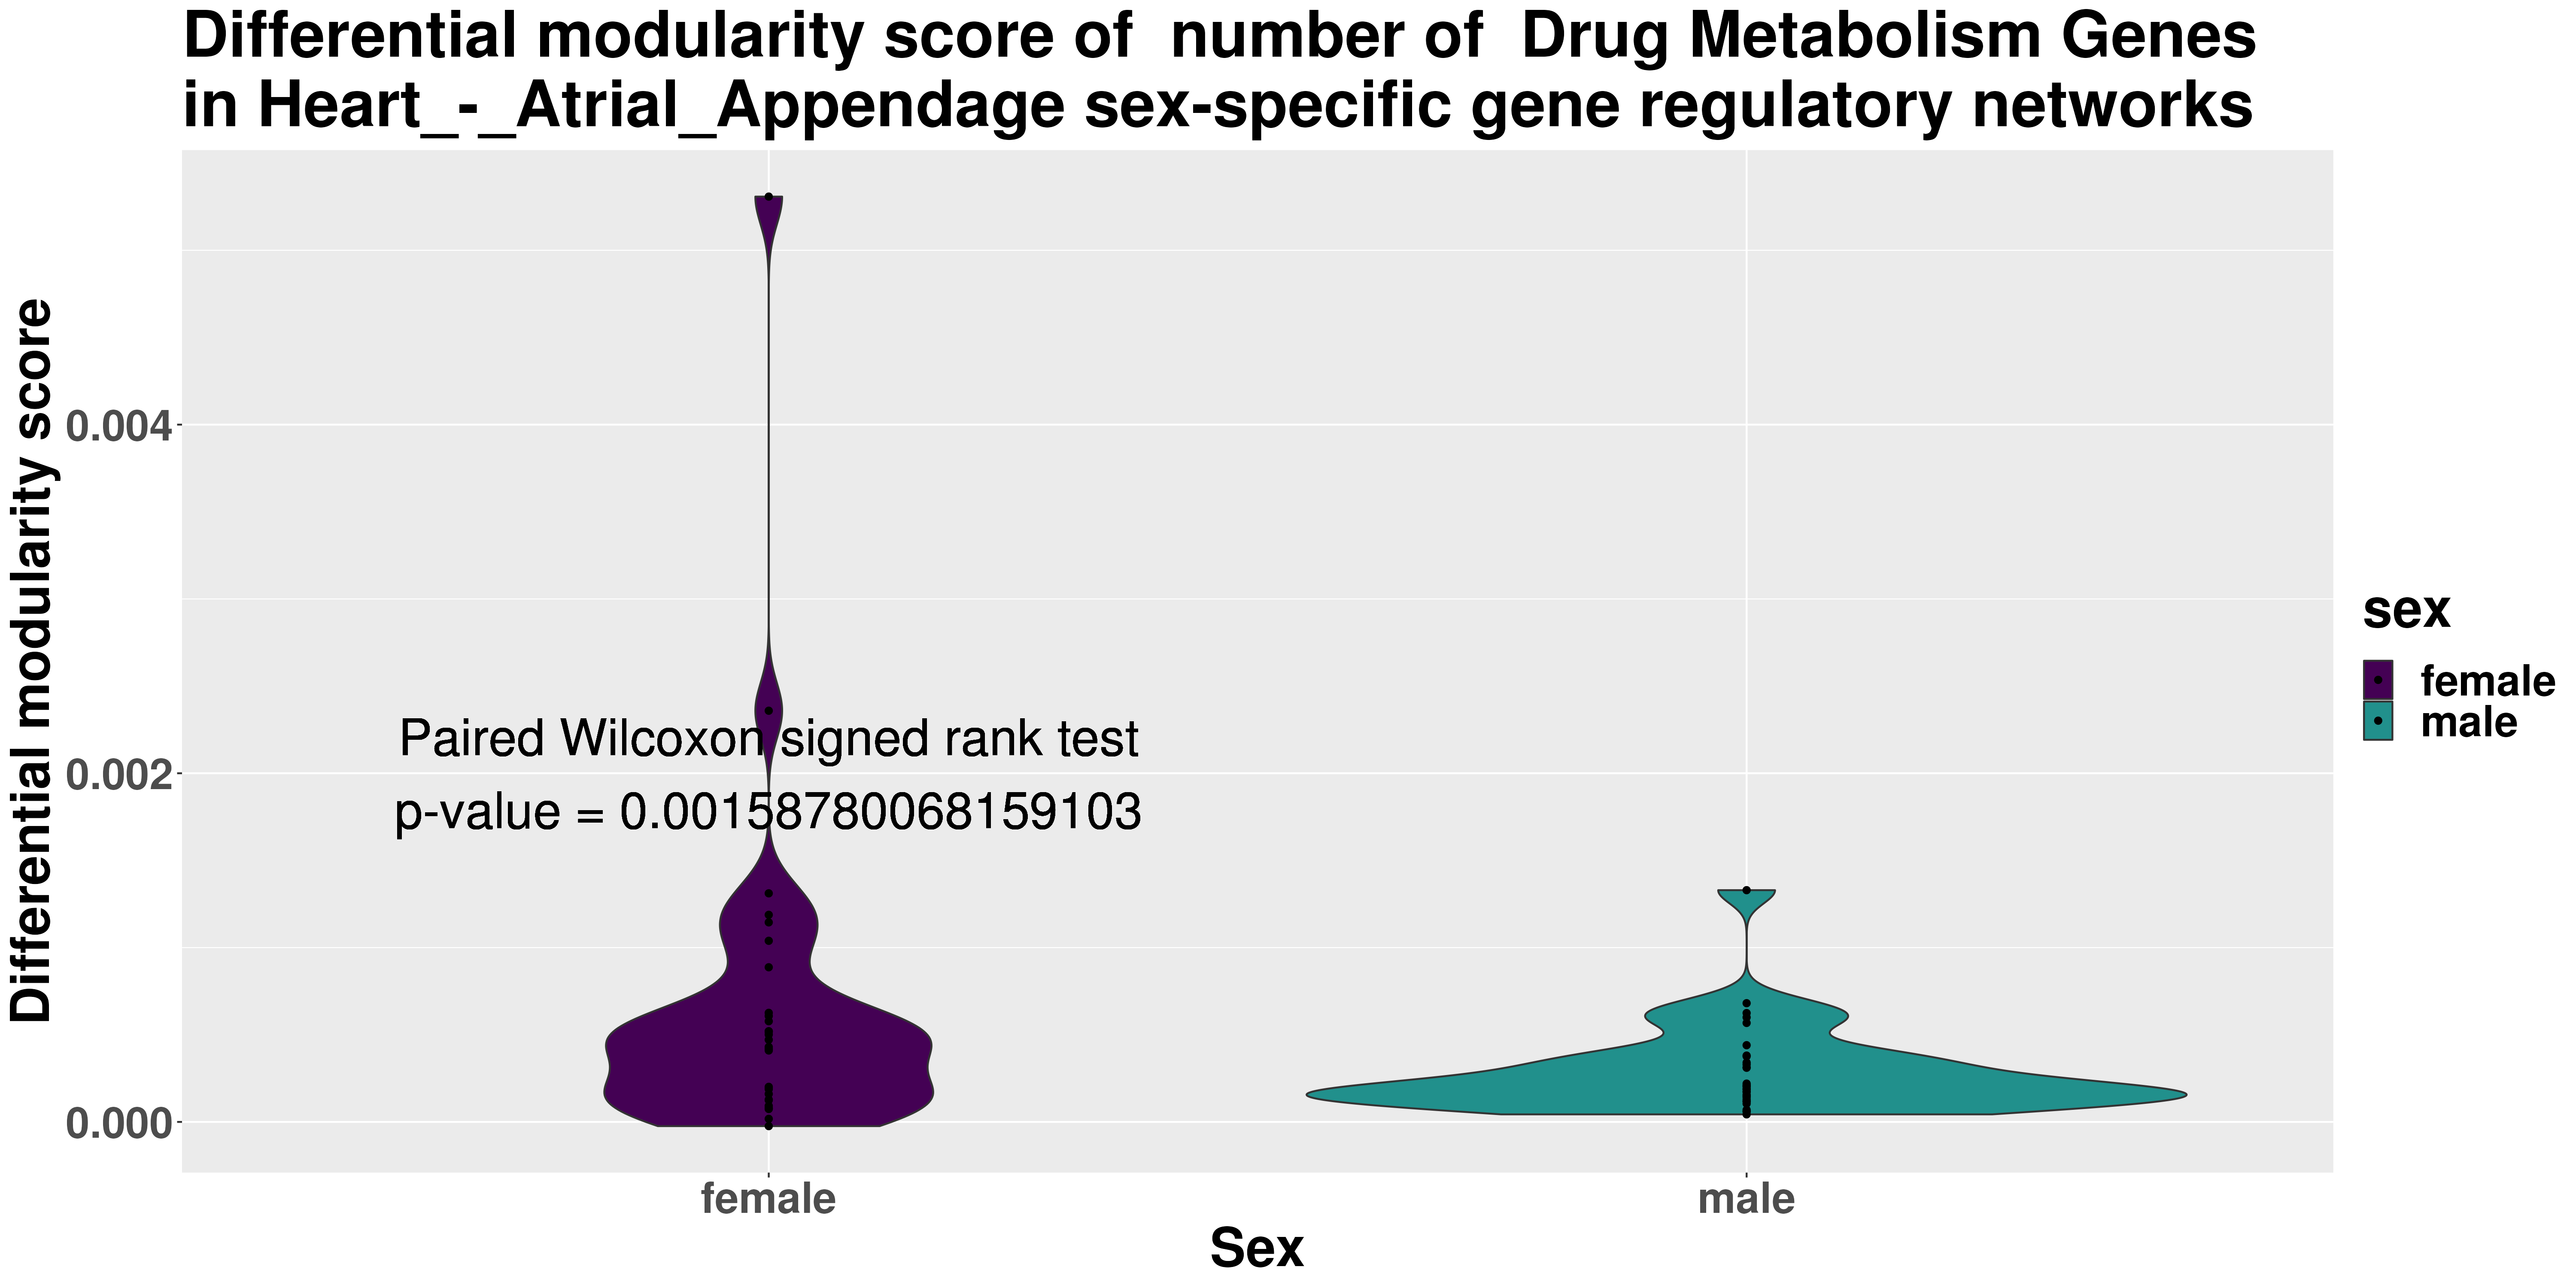 Differential modularity score of  number of  Drug Metabolism Genes
in Heart_-_Atrial_Appendage sex-specific gene regulatory networks
Differential modularity score
0.004
0.002
0.000
Paired Wilcoxon signed rank test
p-value = 0.00158780068159103
female
male
Sex
sex
female
male